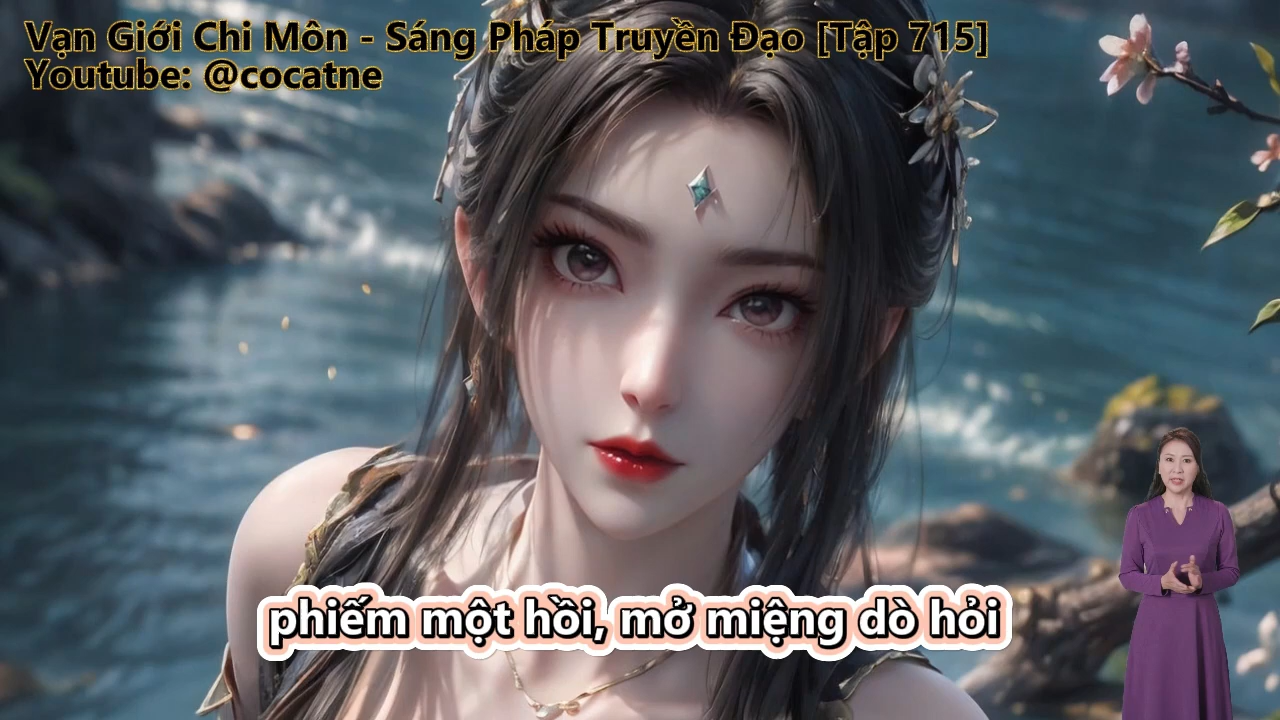 Vạn Giới Chi Môn - Sáng Pháp Truyền Đạo [Tập 715]
Youtube: @cocatne
phiếm một hồi, mở miệng dò hỏi